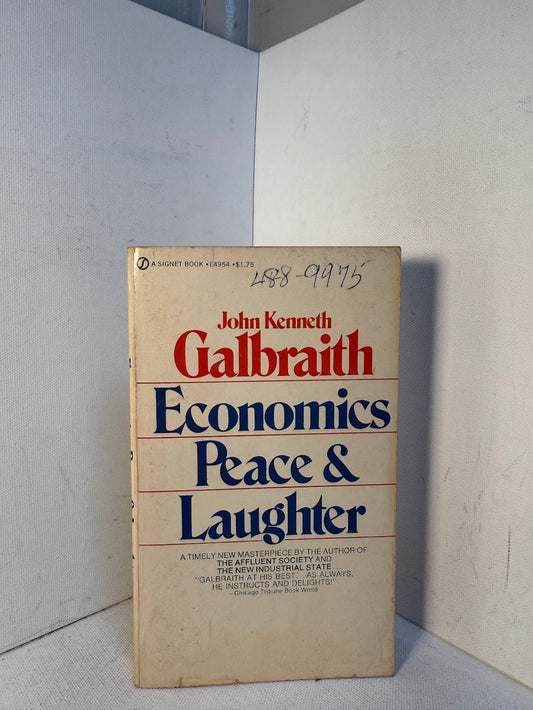 A SIGNET BOOK • E4954 • $1.75
488-9975
John Kenneth
Galbraith
Economics
Peace &
Laughter
A TIMELY NEW MASTERPIECE BY THE AUTHOR OF
THE AFFLUENT SOCIETY AND
THE NEW INDUSTRIAL STATE...
"GALBRAITH AT HIS BEST... AS ALWAYS,
HE INSTRUCTS AND DELIGHTS!"
—Chicago Tribune Book World